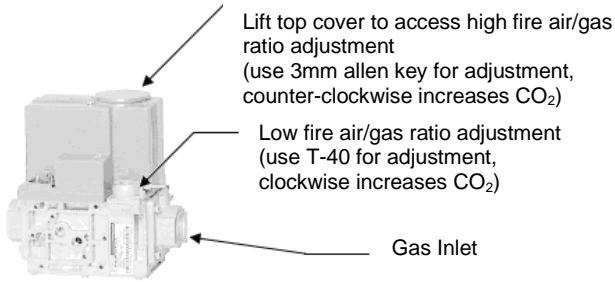 Lift top cover to access high fire air/gas
ratio adjustment
(use 3mm allen key for adjustment,
counter-clockwise increases CO₂)
Low fire air/gas ratio adjustment
(use T-40 for adjustment,
clockwise increases CO₂)
Gas Inlet